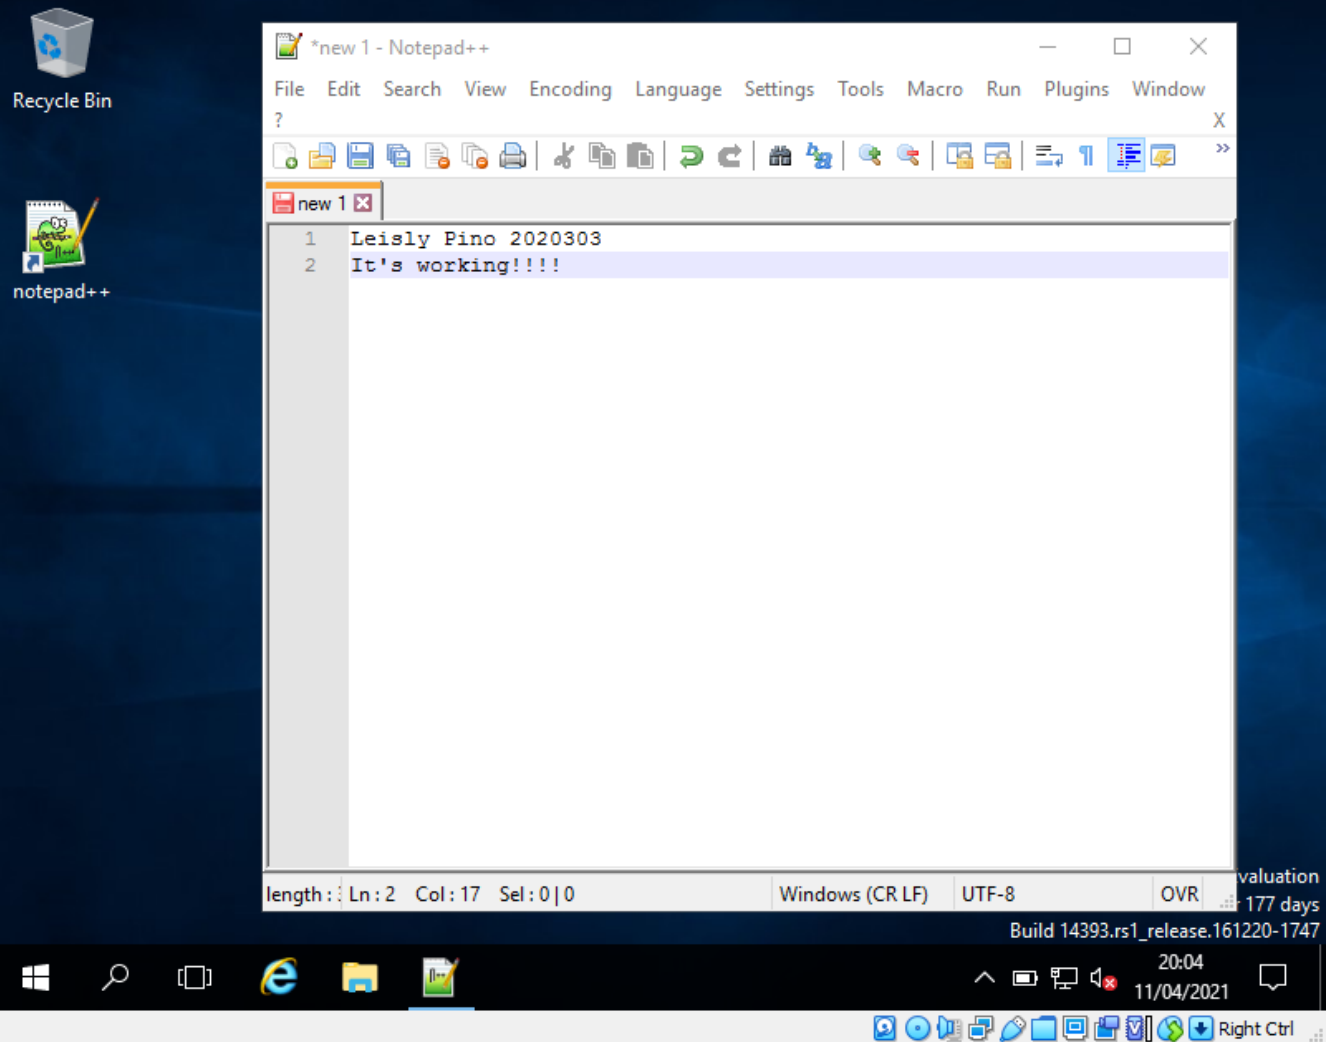 Recycle Bin
notepad++
*new 1 - Notepad++
File Edit Search View Encoding Language Settings Tools Macro Run Plugins Window
? X
new 1
1 Leisly Pino 2020303
2 It's working!!!!
length : Ln : 2 Col : 17 Sel : 0 | 0 Windows (CR LF) UTF-8 OVR
valuation
177 days
Build 14393.rs1_release.161220-1747
20:04
11/04/2021
Right Ctrl